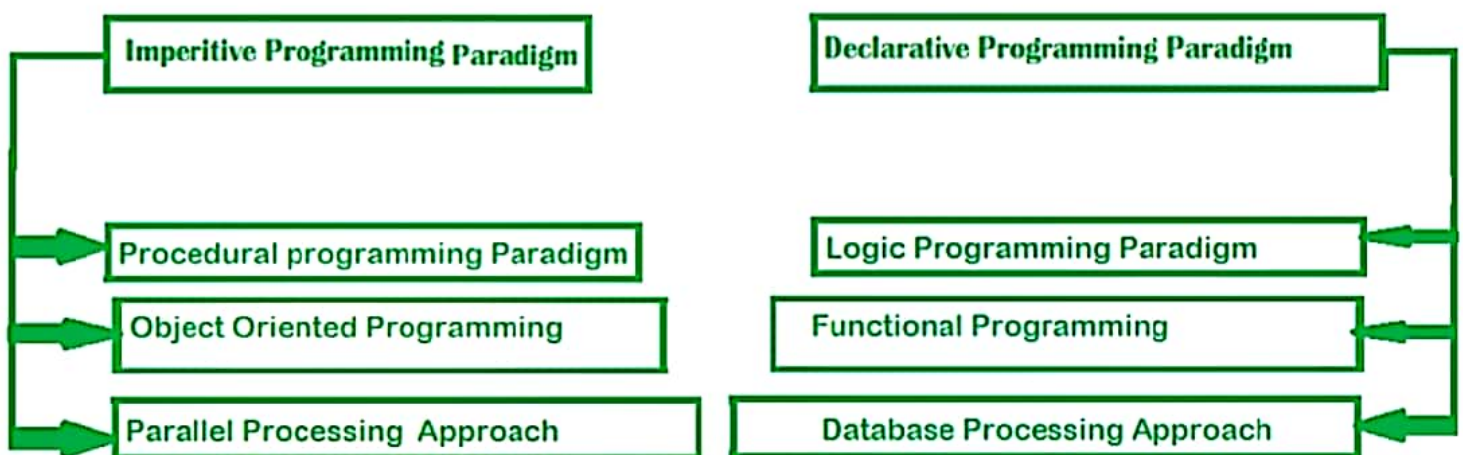 Imperitive Programming Paradigm
Declarative Programming Paradigm
Procedural programming Paradigm
Logic Programming Paradigm
Object Oriented Programming
Functional Programming
Parallel Processing Approach
Database Processing Approach